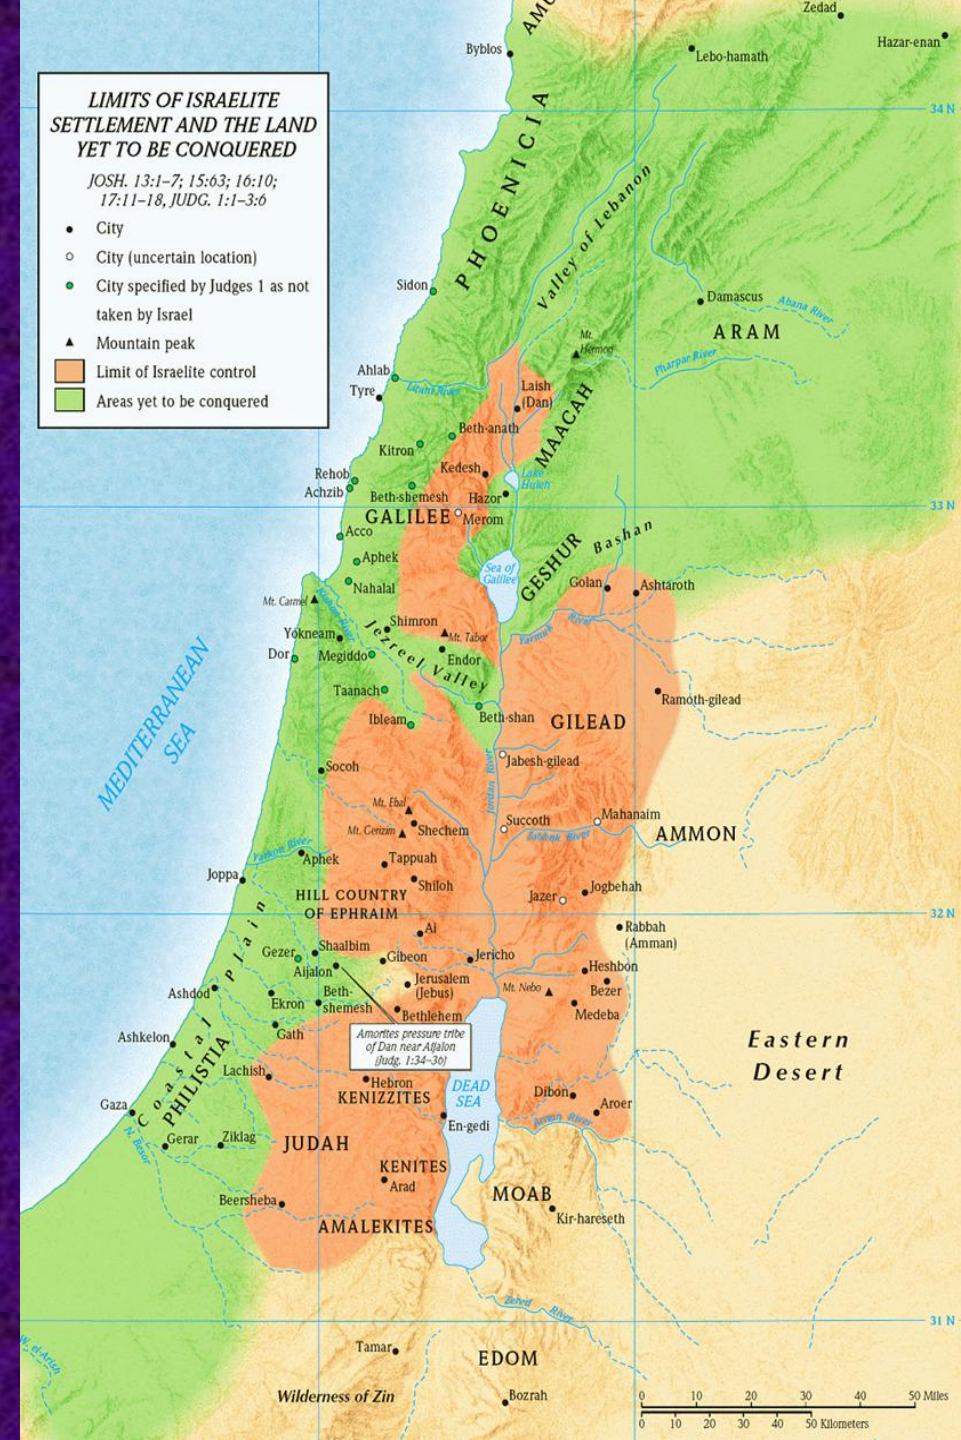 AMU
Zedad
Hazar-enan
Byblos
Lebo-hamath
LIMITS OF ISRAELITE
SETTLEMENT AND THE LAND
YET TO BE CONQUERED
JOSH. 13:1–7; 15:63; 16:10;
17:11–18, JUDG. 1:1–3:6
City
City (uncertain location)
City specified by Judges 1 as not
taken by Israel
Mountain peak
Limit of Israelite control
Areas yet to be conquered
34 N
PHOENICIA
Valley of Lebanon
Sidon
Damascus
Abana River
ARAM
Mt.
Hermon
Pharpar River
Ahlab
Tyre
Litani River
Laish
(Dan)
MAACAH
Beth-anath
Kitron
Kedesh
Lake
Huleh
Rehob
Achzib
Beth-shemesh
Hazor
33 N
GALILEE
Merom
Acco
Bashan
GESHUR
Aphek
Sea of
Galilee
Nahalal
Golan
Ashtaroth
Mt. Carmel
Kishon River
Shimron
Yarmuk River
Yokneam
Jezreel Valley
Mt. Tabor
Dor
Megiddo
Endor
Taanach
Ramoth-gilead
Ibleam
Beth-shan
GILEAD
MEDITERRANEAN
SEA
Jabesh-gilead
Jordan River
Socoh
Mt. Ebal
Mt. Gerizim
Shechem
Succoth
Mahanaim
Jabbok River
AMMON
Yarkon River
Aphek
Tappuah
Joppa
Shiloh
Jogbehah
HILL COUNTRY
OF EPHRAIM
Jazer
32 N
Ai
Rabbah
(Amman)
Gezer
Shaalbim
Gibeon
Jericho
Aijalon
Heshbon
Jerusalem
(Jebus)
Mt. Nebo
Bezer
Ashdod
Ekron
Beth-
shemesh
Bethlehem
Medeba
Gath
Ashkelon
Amorites pressure tribe
of Dan near Aijalon
(Judg. 1:34–36)
Eastern
Desert
Coastal Plain
PHILISTIA
Lachish
Hebron
KENIZZITES
DEAD
SEA
Dibon
Aroer
Gaza
En-gedi
Arnon River
N. Besor
Gerar
Ziklag
JUDAH
KENITES
Arad
MOAB
Beersheba
Kir-hareseth
AMALEKITES
Zered River
31 N
W. el-Arish
Tamar
EDOM
Wilderness of Zin
Bozrah
0 10 20 30 40 50 Miles
0 10 20 30 40 50 Kilometers